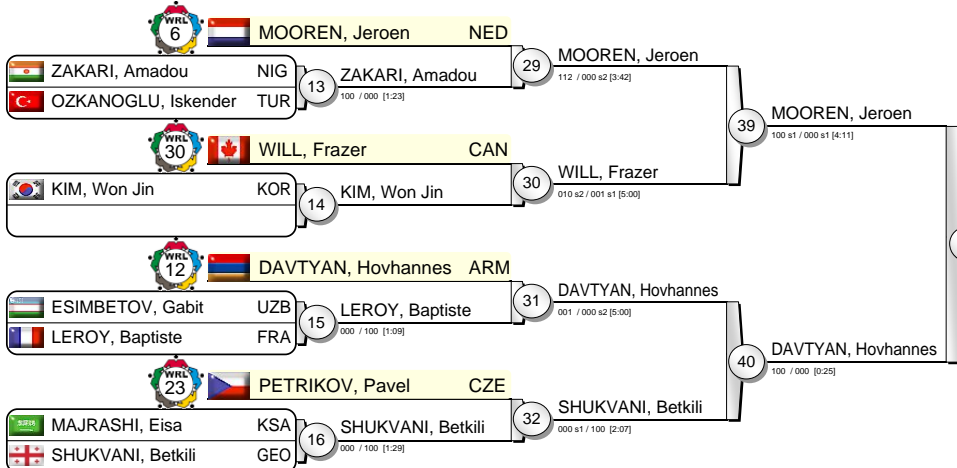 WRL
6
MOOREN, Jeroen NED
ZAKARI, Amadou NIG
OZKANOGLU, Iskender TUR
13
ZAKARI, Amadou
100 / 000 [1:23]
29
MOOREN, Jeroen
112 / 000 s2 [3:42]
WRL
30
WILL, Frazer CAN
KIM, Won Jin KOR
14
KIM, Won Jin
30
WILL, Frazer
010 s2 / 001 s1 [5:00]
39
MOOREN, Jeroen
100 s1 / 000 s1 [4:11]
WRL
12
DAVTYAN, Hovhannes ARM
ESIMBETOV, Gabit UZB
LEROY, Baptiste FRA
15
LEROY, Baptiste
000 / 100 [1:09]
31
DAVTYAN, Hovhannes
001 / 000 s2 [5:00]
WRL
23
PETRIKOV, Pavel CZE
MAJRASHI, Eisa KSA
SHUKVANI, Betkili GEO
16
SHUKVANI, Betkili
000 / 100 [1:29]
32
SHUKVANI, Betkili
000 s1 / 100 [2:07]
40
DAVTYAN, Hovhannes
100 / 000 [0:25]